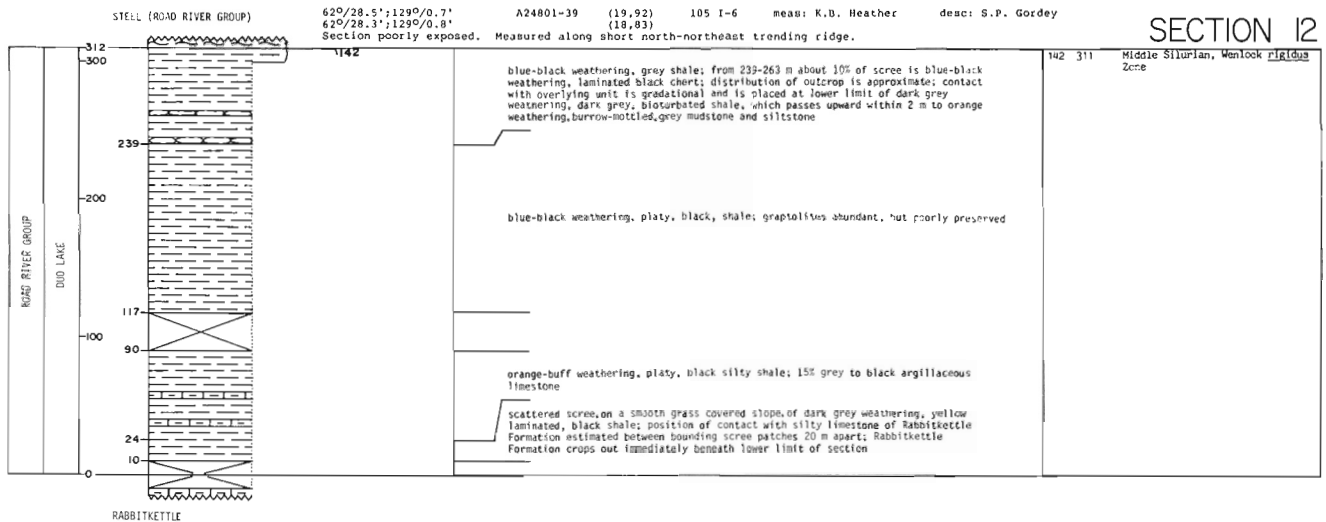 STEEL (ROAD RIVER GROUP)
62º/28.5';129º/0.7' A24801-39 (19,92) 105 I-6 meas: K.B. Heather desc: S.P. Gordey
62º/28.3';129º/0.8' (18,83)
Section poorly exposed. Measured along short north-northeast trending ridge.
SECTION 12
312
300
142
142 311 Middle Silurian, Wenlock rigidus
Zone
blue-black weathering, grey shale; from 239-263 m about 10% of scree is blue-black
weathering, laminated black chert; distribution of outcrop is approximate; contact
with overlying unit is gradational and is placed at lower limit of dark grey
weathering, dark grey, bioturbated shale, which passes upward within 2 m to orange
weathering, burrow-mottled, grey mudstone and siltstone
239
200
blue-black weathering, platy, black, shale; graptolites abundant, but poorly preserved
ROAD RIVER GROUP
DUO LAKE
117
100
90
orange-buff weathering, platy, black silty shale; 15% grey to black argillaceous
limestone
scattered scree, on a smooth grass covered slope, of dark grey weathering, yellow
laminated, black shale; position of contact with silty limestone of Rabbitkettle
Formation estimated between bounding scree patches 20 m apart; Rabbitkettle
Formation crops out immediately beneath lower limit of section
24
10
0
RABBITKETTLE